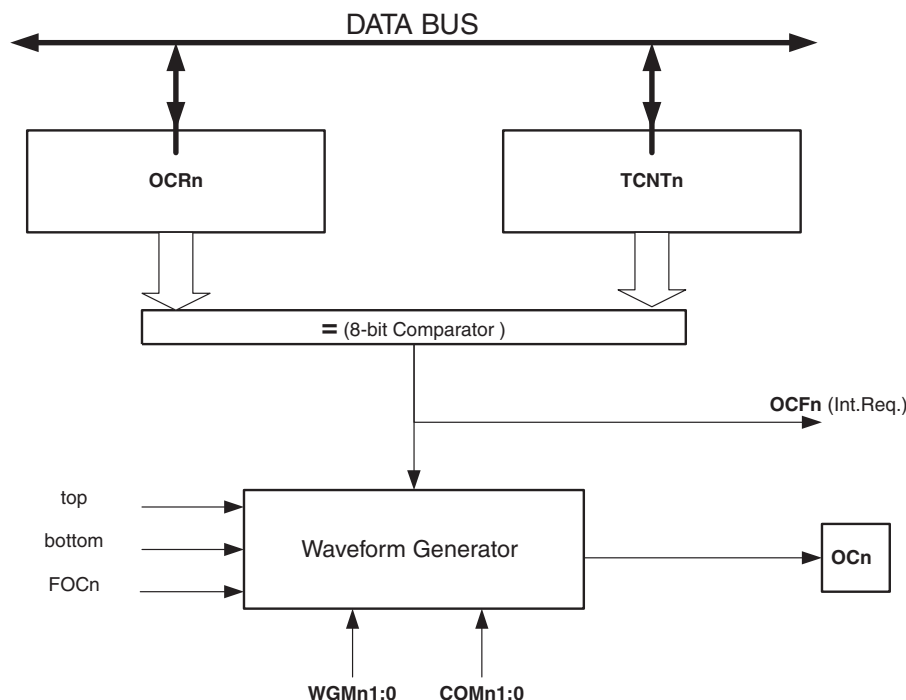 DATA BUS
OCRn
TCNTn
= (8-bit Comparator )
OCFn (Int.Req.)
top
bottom
FOCn
Waveform Generator
OCn
WGMn1:0
COMn1:0